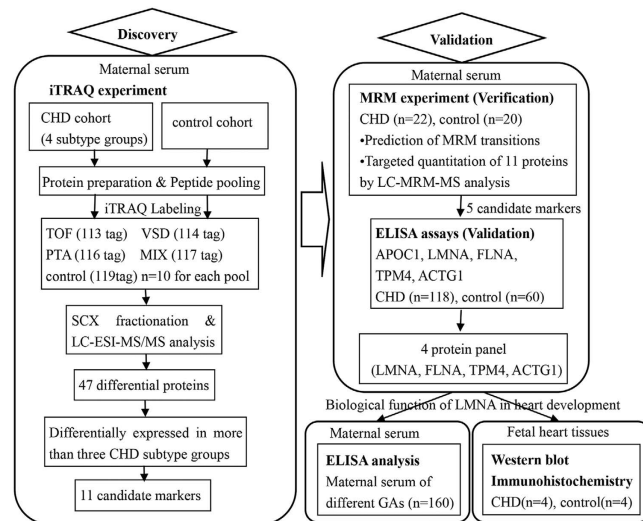 Discovery
Maternal serum
iTRAQ experiment
CHD cohort
(4 subtype groups)
control cohort
Protein preparation & Peptide pooling
iTRAQ Labeling
TOF (113 tag) VSD (114 tag)
PTA (116 tag) MIX (117 tag)
control (119tag) n=10 for each pool
SCX fractionation &
LC-ESI-MS/MS analysis
47 differential proteins
Differentially expressed in more
than three CHD subtype groups
11 candidate markers
Validation
Maternal serum
MRM experiment (Verification)
CHD (n=22), control (n=20)
•Prediction of MRM transitions
•Targeted quantitation of 11 proteins
by LC-MRM-MS analysis
5 candidate markers
ELISA assays (Validation)
APOC1, LMNA, FLNA,
TPM4, ACTG1
CHD (n=118), control (n=60)
4 protein panel
(LMNA, FLNA, TPM4, ACTG1)
Biological function of LMNA in heart development
Maternal serum
ELISA analysis
Maternal serum of
different GAs (n=160)
Fetal heart tissues
Western blot
Immunohistochemistry
CHD(n=4), control(n=4)